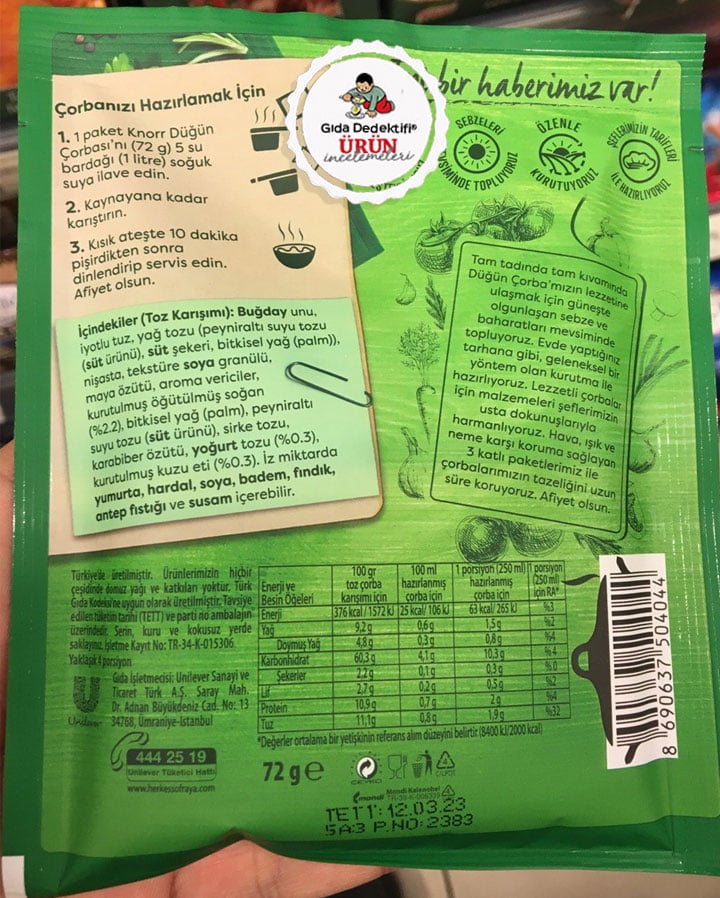 Çorbanızı Hazırlamak İçin
1. 1 paket Knorr Düğün
Çorbası'nı (72 g) 5 su
bardağı (1 litre) soğuk
suya ilave edin.
2. Kaynayana kadar
karıştırın.
3. Kısık ateşte 10 dakika
pişirdikten sonra
dinlendirip servis edin.
Afiyet olsun.
Gıda Dedektifi®
ÜRÜN
incelemeleri
bir haberimiz var!
SEBZELERİ
MEVSİMİNDE TOPLUYORUZ
ÖZENLE
KURUTUYORUZ
ŞEFLERİMİZİN TARİFLERİ
İLE HAZIRLIYORUZ
İçindekiler (Toz Karışımı): Buğday unu,
iyotlu tuz, yağ tozu (peyniraltı suyu tozu
(süt ürünü), süt şekeri, bitkisel yağ (palm)),
nişasta, tekstüre soya granülü,
maya özütü, aroma vericiler,
kurutulmuş öğütülmüş soğan
(%2.2), bitkisel yağ (palm), peyniraltı
suyu tozu (süt ürünü), sirke tozu,
karabiber özütü, yoğurt tozu (%0.3),
kurutulmuş kuzu eti (%0.3). İz miktarda
yumurta, hardal, soya, badem, fındık,
antep fıstığı ve susam içerebilir.
Tam tadında tam kıvamında
Düğün Çorba'mızın lezzetine
ulaşmak için güneşte
olgunlaşan sebze ve
baharatları mevsiminde
topluyoruz. Evde yaptığınız
tarhana gibi, geleneksel bir
yöntem olan kurutma ile
hazırlıyoruz. Lezzetli çorbalar
için malzemeleri şeflerimizin
usta dokunuşlarıyla
harmanlıyoruz. Hava, ışık ve
neme karşı koruma sağlayan
3 katlı paketlerimiz ile
çorbalarımızın tazeliğini uzun
süre koruyoruz. Afiyet olsun.
Türkiye'de üretilmiştir. Ürünlerimizin hiçbir
çeşidinde domuz yağı ve katkıları yoktur. Türk
Gıda Kodeksi'ne uygun olarak üretilmiştir. Tavsiye
edilen tüketim tarihi (TETT) ve parti no ambalajın
üzerindedir. Serin, kuru ve kokusuz yerde
saklayınız. İşletme Kayıt No: TR-34-K-015306
Yaklaşık 4 porsiyon
Gıda İşletmecisi: Unilever Sanayi ve
Ticaret Türk A.Ş. Saray Mah.
Dr. Adnan Büyükdeniz Cad. No: 13
34768, Ümraniye-İstanbul
Unilever
444 25 19
Unilever Tüketici Hattı
www.herkessofraya.com
Enerji ve Besin Öğeleri 100 gr toz çorba karışımı için 100 ml hazırlanmış çorba için 1 porsiyon (250 ml) hazırlanmış çorba için 1 porsiyon (250 ml) için RA*
Enerji 376 kcal / 1572 kJ 25 kcal/ 106 kJ 63 kcal/ 265 kJ %3
Yağ 9,2 g 0,6 g 1,5 g %2
Doymuş Yağ 4,8 g 0,3 g 0,8 g %4
Karbonhidrat 60,3 g 4,1 g 10,3 g %4
Şekerler 2,2 g 0,1 g 0,3 g %0
Lif 2,7 g 0,2 g 0,5 g %2
Protein 10,9 g 0,7 g 2 g %4
Tuz 11,1g 0,8 g 1,9 g %32
*Değerler ortalama bir yetişkinin referans alım düzeyini belirtir (8400 kJ/2000 kcal)
72 g e
ÇEVKO
4
C/LDPE
mondi Mondi Kalenobel
TETT: 12.03.23
5A3 P.NO: 2383
8 690637 504044